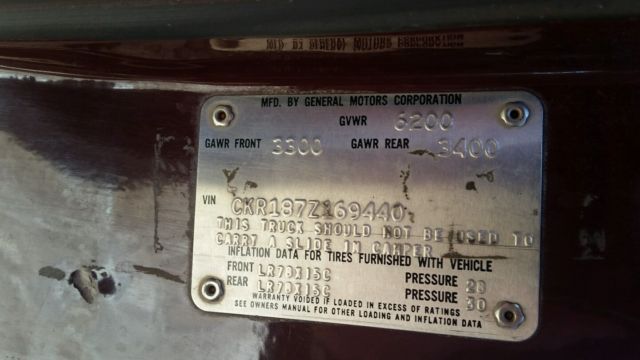 MFD. BY GENERAL MOTORS CORPORATION
GVWR 6200
GAWR FRONT 3300 GAWR REAR 3400
VIN CKR187Z169440
THIS TRUCK SHOULD NOT BE USED TO
CARRY A SLIDE IN CAMPER
INFLATION DATA FOR TIRES FURNISHED WITH VEHICLE
FRONT LR78X15C PRESSURE 28
REAR LR78X15C PRESSURE 30
WARRANTY VOIDED IF LOADED IN EXCESS OF RATINGS
SEE OWNERS MANUAL FOR OTHER LOADING AND INFLATION DATA